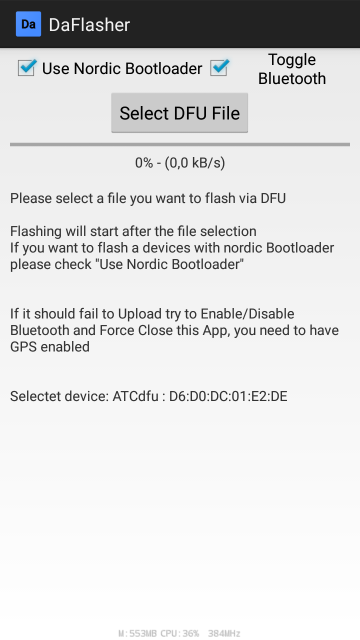 Da DaFlasher
Use Nordic Bootloader
Toggle
Bluetooth
Select DFU File
0% - (0,0 kB/s)
Please select a file you want to flash via DFU
Flashing will start after the file selection
If you want to flash a devices with nordic Bootloader
please check "Use Nordic Bootloader"
If it should fail to Upload try to Enable/Disable
Bluetooth and Force Close this App, you need to have
GPS enabled
Selectet device: ATCdfu : D6:D0:DC:01:E2:DE
M:553MB CPU:36% 384MHz